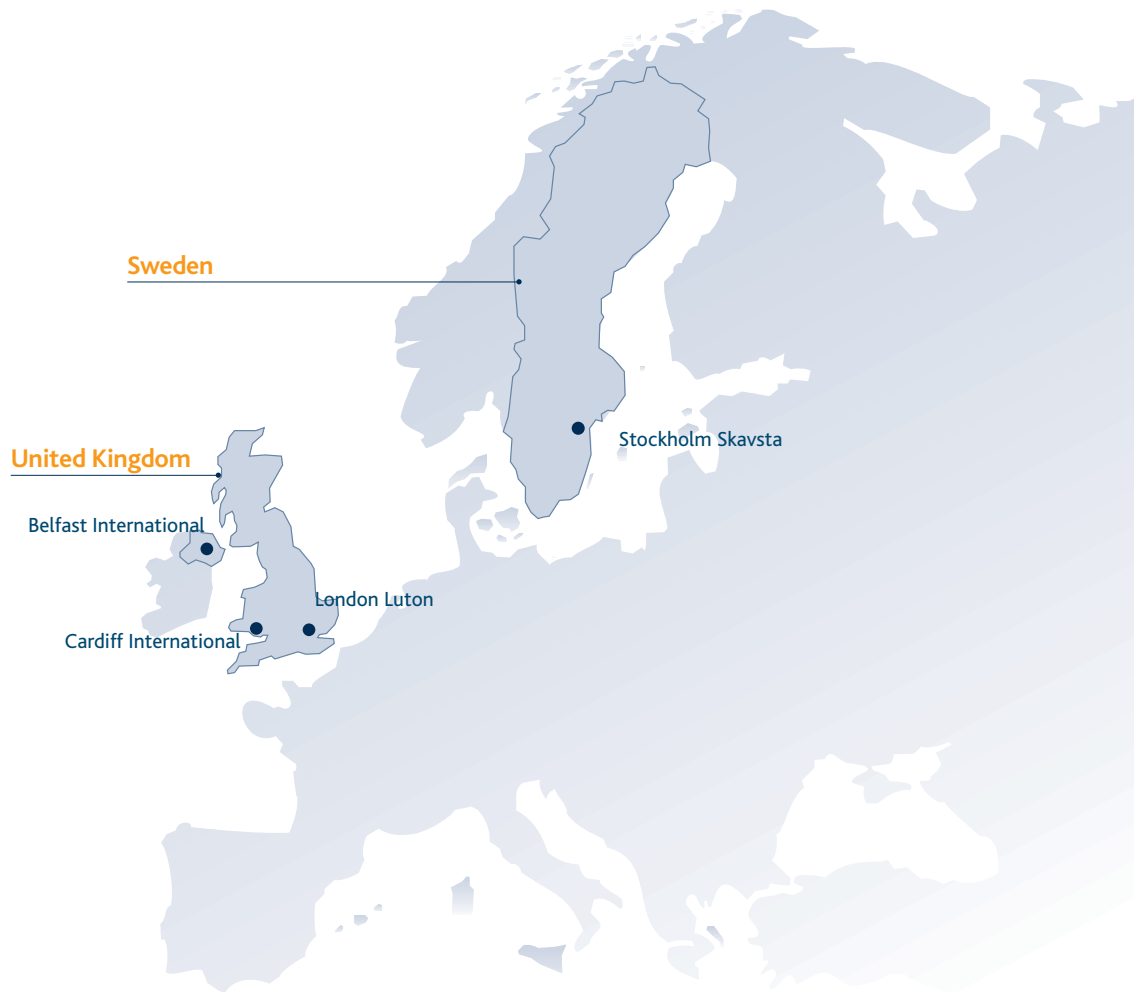 Sweden
Stockholm Skavsta
United Kingdom
Belfast International
London Luton
Cardiff International